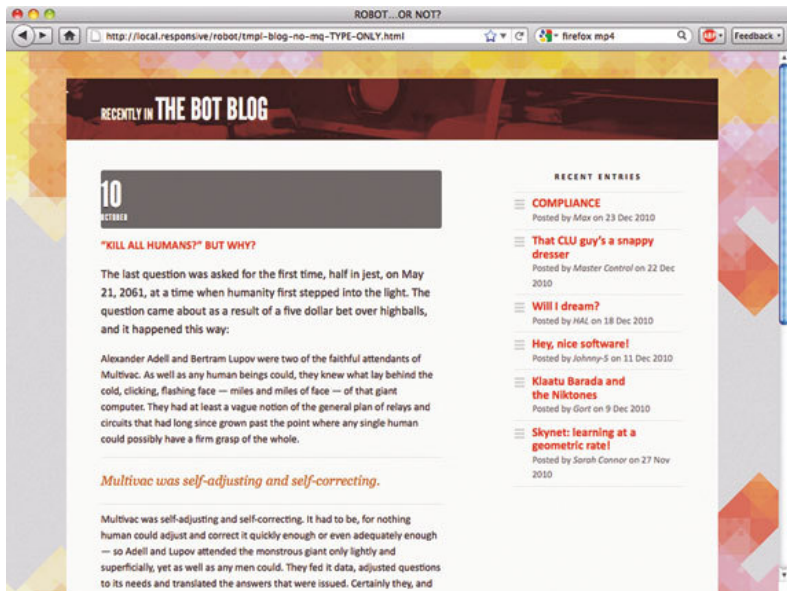 ROBOT...OR NOT?
http://local.responsive/robot/tmpl-blog-no-mq-TYPE-ONLY.html
firefox mp4
ABP
Feedback
RECENTLY IN THE BOT BLOG
10
OCTOBER
"KILL ALL HUMANS?" BUT WHY?
The last question was asked for the first time, half in jest, on May
21, 2061, at a time when humanity first stepped into the light. The
question came about as a result of a five dollar bet over highballs,
and it happened this way:
Alexander Adell and Bertram Lupov were two of the faithful attendants of
Multivac. As well as any human beings could, they knew what lay behind the
cold, clicking, flashing face — miles and miles of face — of that giant
computer. They had at least a vague notion of the general plan of relays and
circuits that had long since grown past the point where any single human
could possibly have a firm grasp of the whole.
Multivac was self-adjusting and self-correcting.
Multivac was self-adjusting and self-correcting. It had to be, for nothing
human could adjust and correct it quickly enough or even adequately enough
— so Adell and Lupov attended the monstrous giant only lightly and
superficially, yet as well as any men could. They fed it data, adjusted questions
to its needs and translated the answers that were issued. Certainly they, and
RECENT ENTRIES
COMPLIANCE
Posted by Max on 23 Dec 2010
That CLU guy's a snappy
dresser
Posted by Master Control on 22 Dec
2010
Will I dream?
Posted by HAL on 18 Dec 2010
Hey, nice software!
Posted by Johnny-5 on 11 Dec 2010
Klaatu Barada and
the Niktones
Posted by Gort on 9 Dec 2010
Skynet: learning at a
geometric rate!
Posted by Sarah Connor on 27 Nov
2010